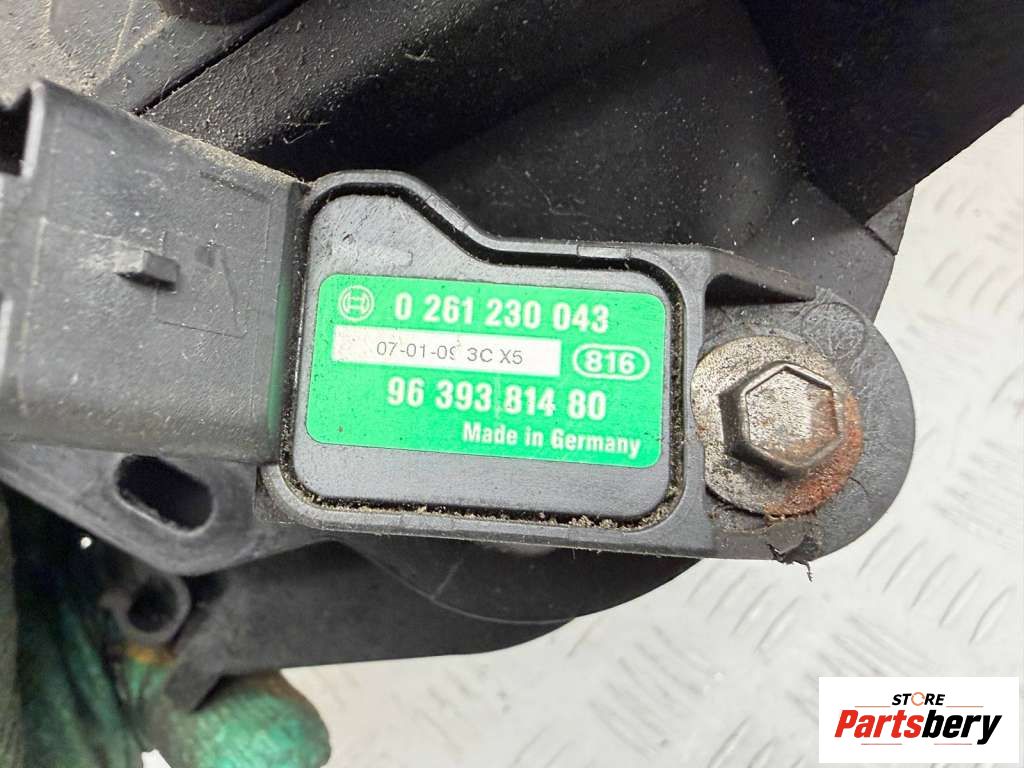 0 261 230 043
07-01-09 3C X5
816
96 393 814 80
Made in Germany
STORE
Partsbery